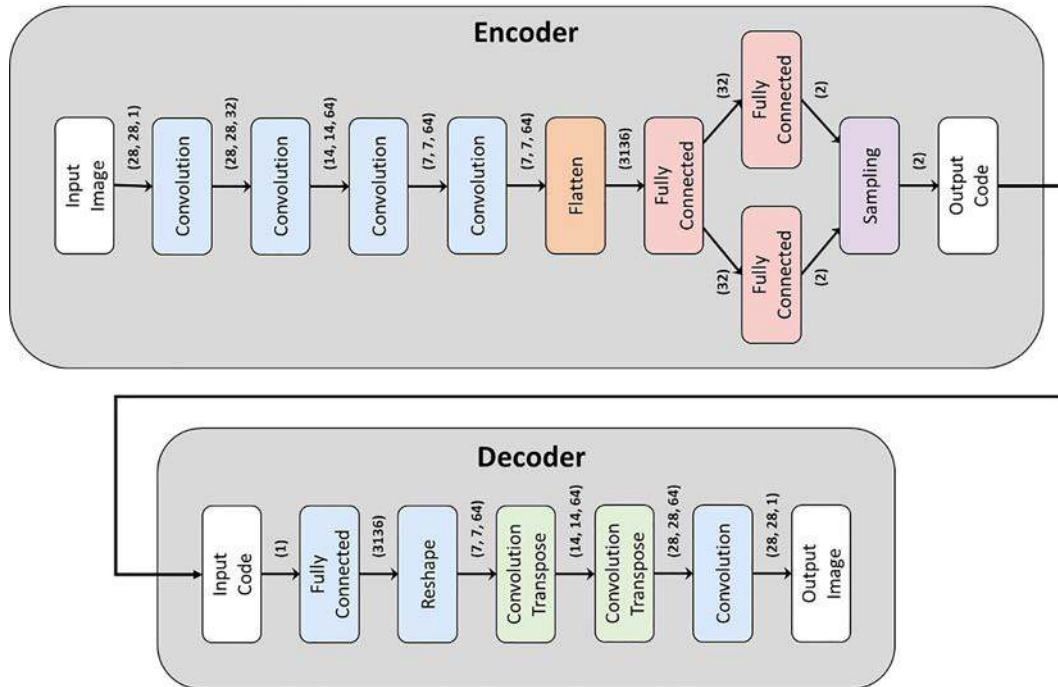 Encoder
Input
Image
(28, 28, 1)
Convolution
(28, 28, 32)
Convolution
(14, 14, 64)
Convolution
(7, 7, 64)
Convolution
(7, 7, 64)
Flatten
(3136)
Fully
Connected
(32)
Fully
Connected
(2)
(32)
Fully
Connected
(2)
Sampling
(2)
Output
Code
Decoder
Input
Code
(1)
Fully
Connected
(3136)
Reshape
(7, 7, 64)
Convolution
Transpose
(14, 14, 64)
Convolution
Transpose
(28, 28, 64)
Convolution
(28, 28, 1)
Output
Image